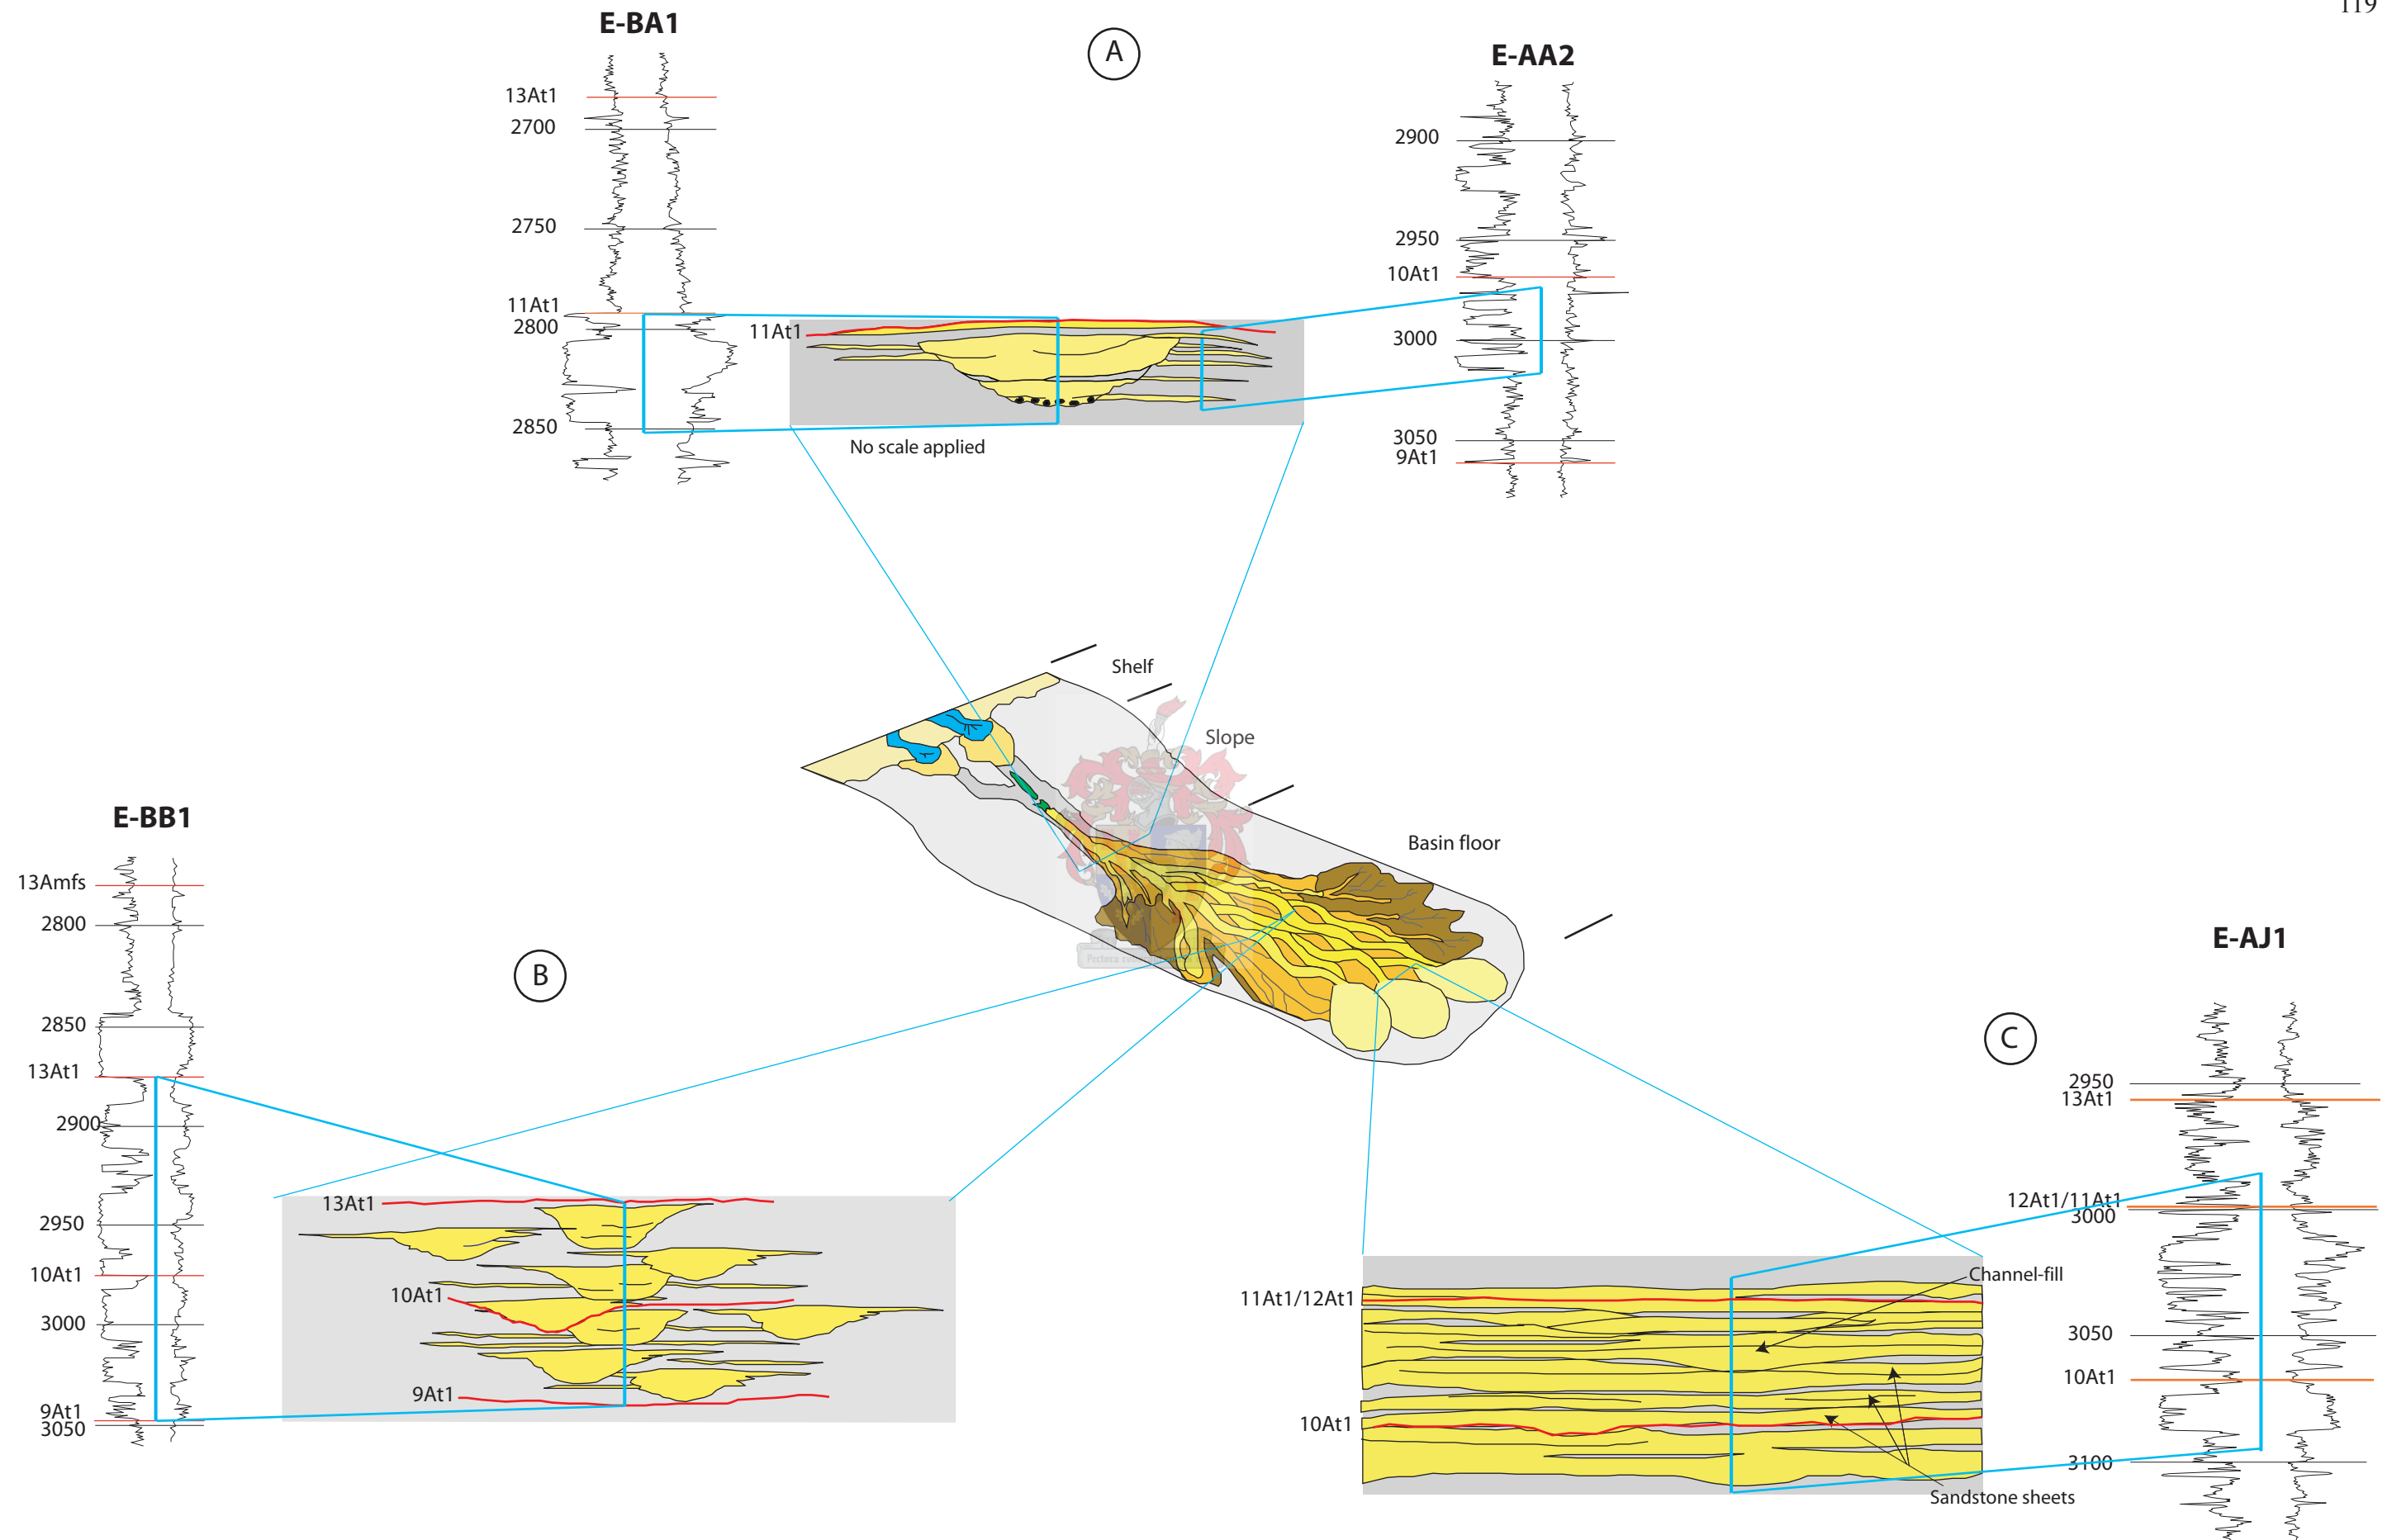 119
E-BA1
A
E-AA2
13At1
2700
2750
11At1
2800
2850
11At1
No scale applied
2900
2950
10At1
3000
3050
9At1
Shelf
Slope
Basin floor
E-BB1
B
13Amfs
2800
2850
13At1
2900
2950
10At1
3000
9At1
3050
13At1
10At1
9At1
E-AJ1
C
2950
13At1
12At1/11At1
3000
3050
10At1
3100
11At1/12At1
10At1
Channel-fill
Sandstone sheets